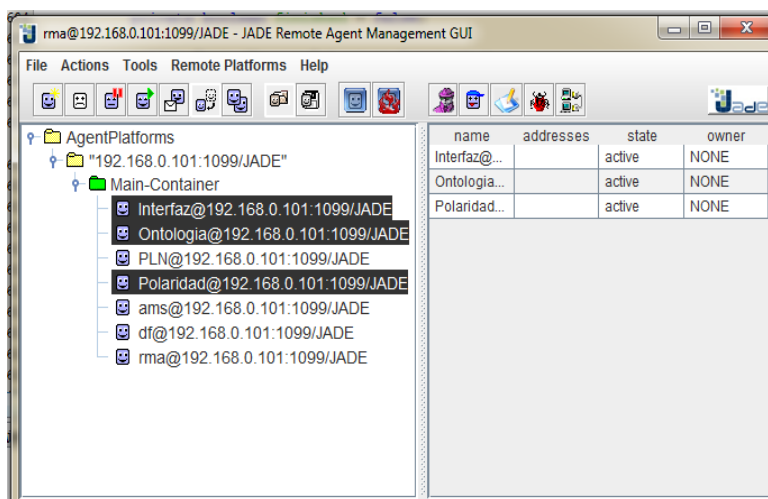 rma@192.168.0.101:1099/JADE - JADE Remote Agent Management GUI
File Actions Tools Remote Platforms Help
Jade
AgentPlatforms
"192.168.0.101:1099/JADE"
Main-Container
Interfaz@192.168.0.101:1099/JADE
Ontologia@192.168.0.101:1099/JADE
PLN@192.168.0.101:1099/JADE
Polaridad@192.168.0.101:1099/JADE
ams@192.168.0.101:1099/JADE
df@192.168.0.101:1099/JADE
rma@192.168.0.101:1099/JADE
name addresses state owner
Interfaz@... active NONE
Ontologia... active NONE
Polaridad... active NONE